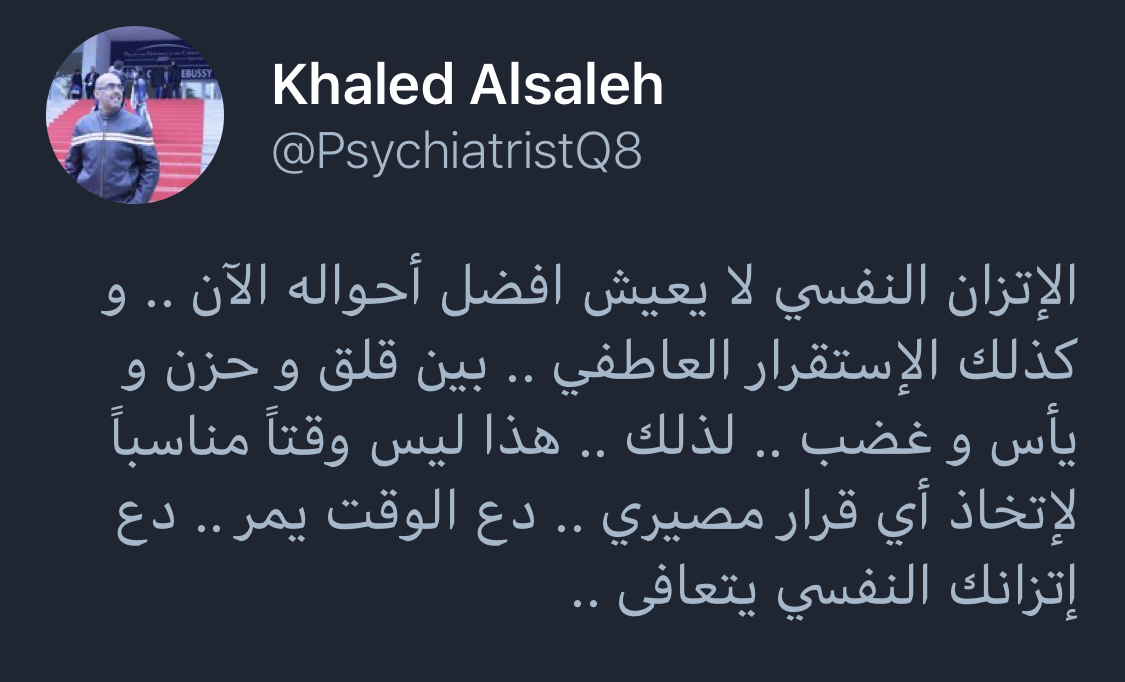 EBUSSY
Khaled Alsaleh
@PsychiatristQ8
الإتزان النفسي لا يعيش افضل أحواله الآن .. و
كذلك الإستقرار العاطفي .. بين قلق و حزن و
يأس و غضب .. لذلك .. هذا ليس وقتاً مناسباً
لإتخاذ أي قرار مصيري .. دع الوقت يمر .. دع
إتزانك النفسي يتعافى ..